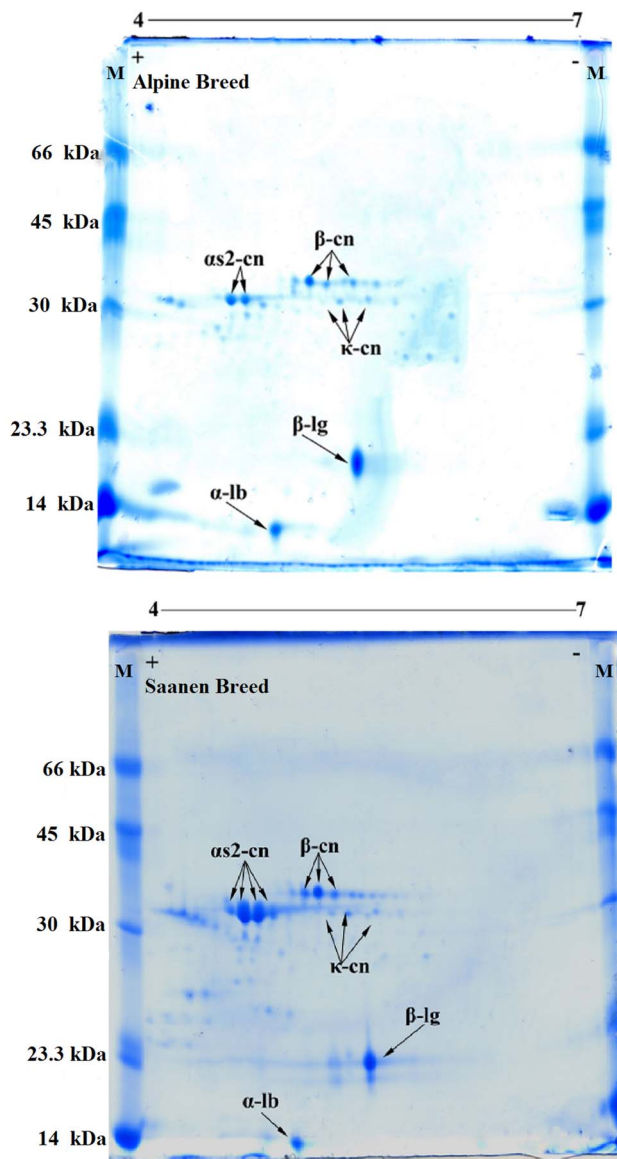 4 7
M + - M
Alpine Breed
66 kDa
45 kDa
β-cn
αs2-cn
30 kDa
κ-cn
23.3 kDa
β-lg
14 kDa
α-lb
4 7
M + - M
Saanen Breed
66 kDa
45 kDa
αs2-cn β-cn
30 kDa
κ-cn
β-lg
23.3 kDa
α-lb
14 kDa